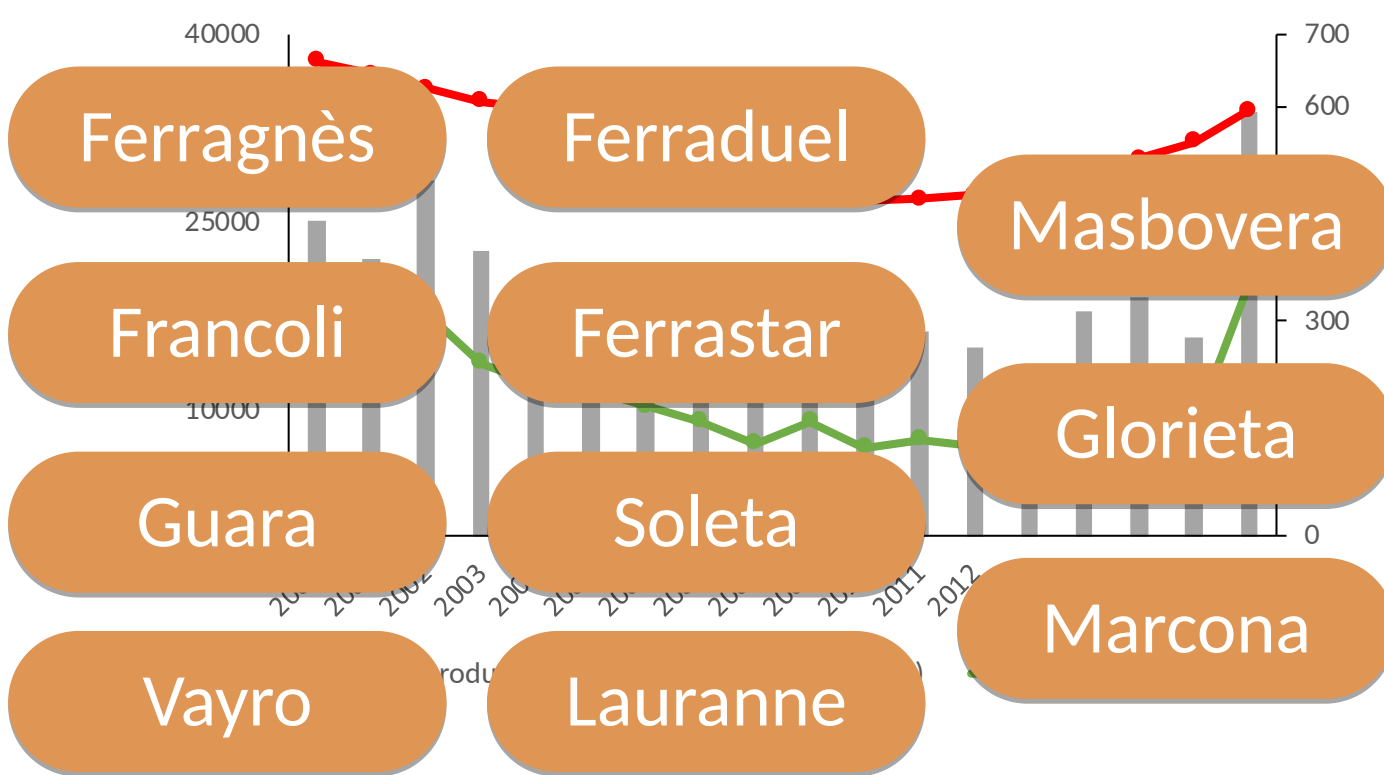 40000
700
600
Ferragnès
Ferraduel
25000
Masbovera
Francoli
Ferrastar
300
10000
Glorieta
Guara
Soleta
0
2002
2003
2011
2012
Marcona
Vayro
Lauranne